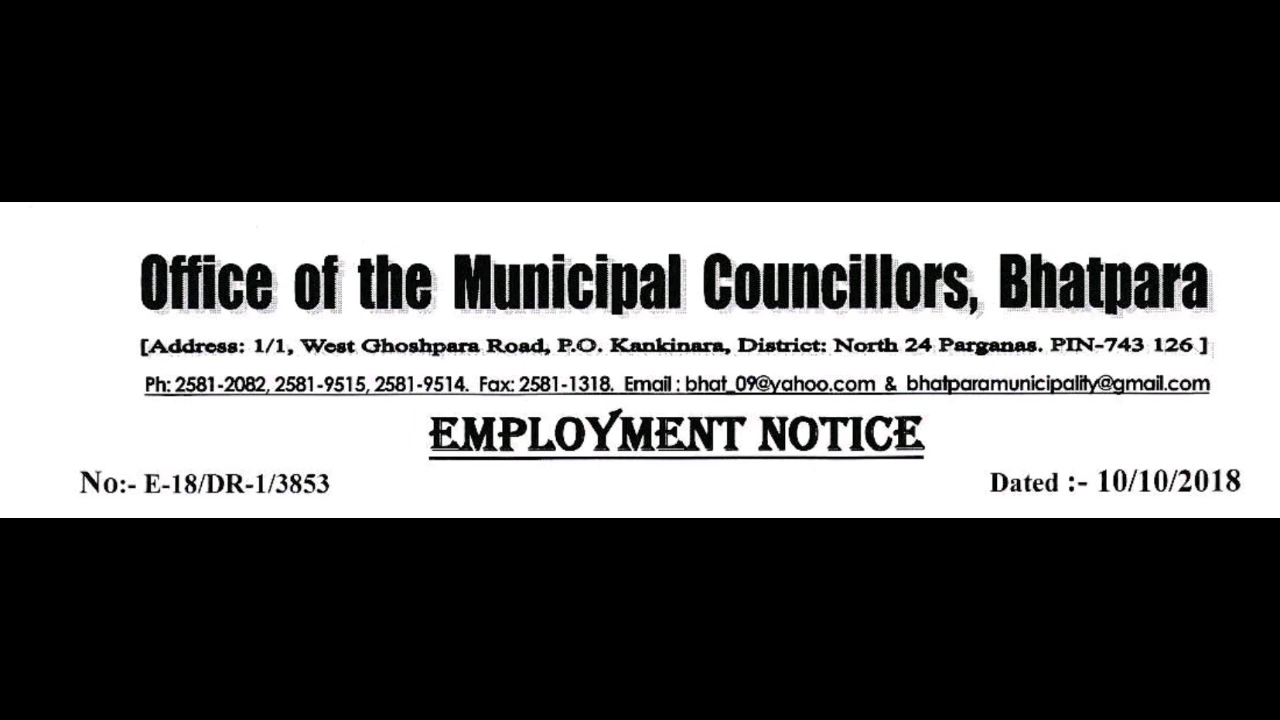 Office of the Municipal Councillors, Bhatpara
[Address: 1/1, West Ghoshpara Road, P.O. Kankinara, District: North 24 Parganas. PIN-743 126 ]
Ph: 2581-2082, 2581-9515, 2581-9514. Fax: 2581-1318. Email : bhat_09@yahoo.com & bhatparamunicipality@gmail.com
EMPLOYMENT NOTICE
No:- E-18/DR-1/3853 Dated :- 10/10/2018